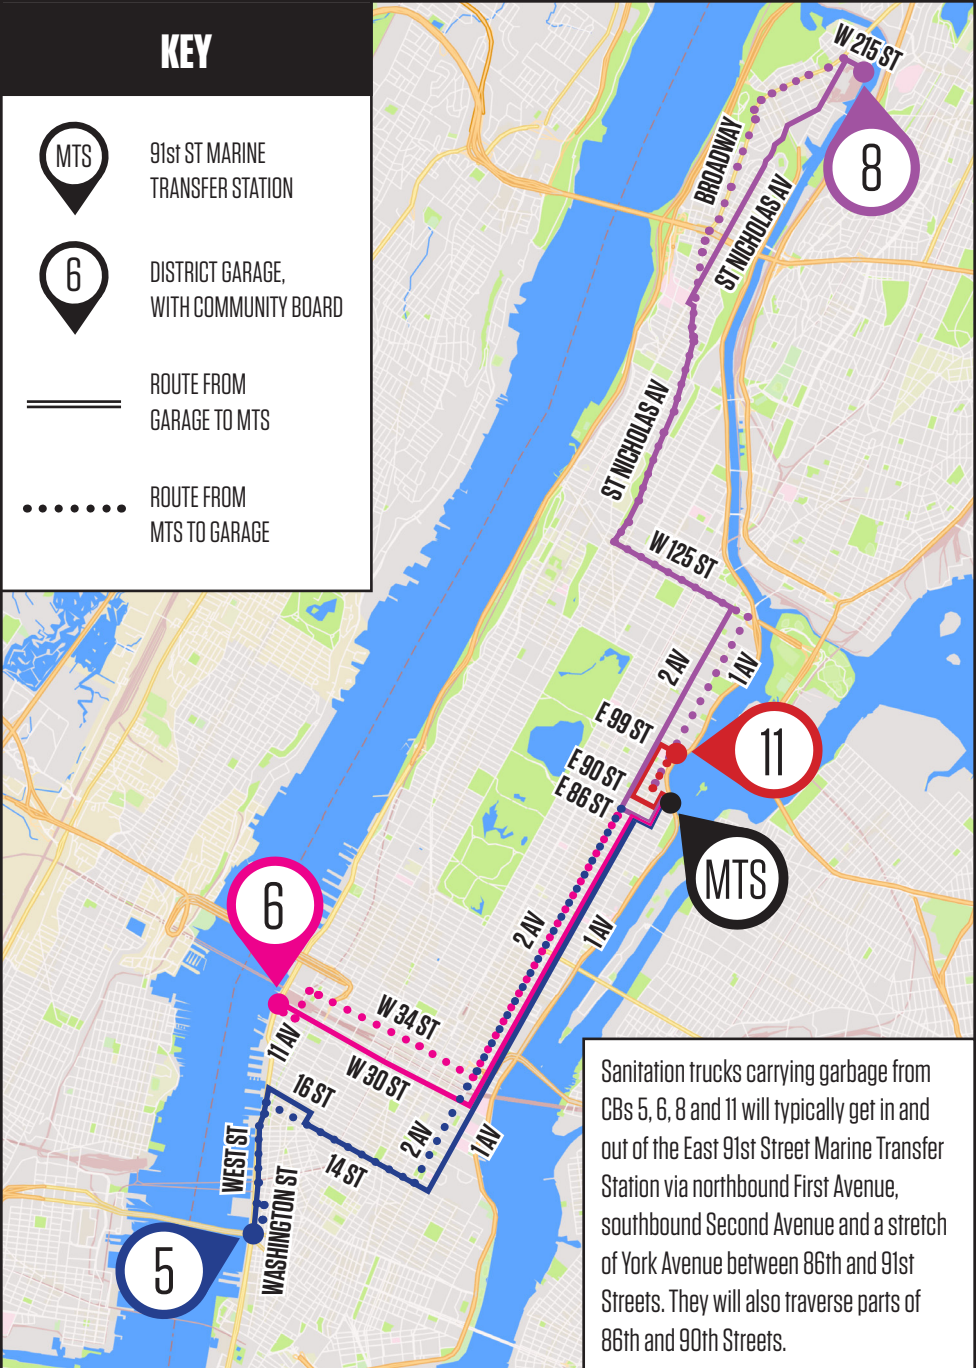 KEY
MTS
91st ST MARINE
TRANSFER STATION
6
DISTRICT GARAGE,
WITH COMMUNITY BOARD
ROUTE FROM
GARAGE TO MTS
ROUTE FROM
MTS TO GARAGE
W 215 ST
8
BROADWAY
ST NICHOLAS AV
ST NICHOLAS AV
W 125 ST
2 AV
1 AV
E 99 ST
11
E 90 ST
E 86 ST
MTS
6
2 AV
1 AV
W 34 ST
11 AV
W 30 ST
16 ST
2 AV
1 AV
WEST ST
14 ST
WASHINGTON ST
5
Sanitation trucks carrying garbage from
CBs 5, 6, 8 and 11 will typically get in and
out of the East 91st Street Marine Transfer
Station via northbound First Avenue,
southbound Second Avenue and a stretch
of York Avenue between 86th and 91st
Streets. They will also traverse parts of
86th and 90th Streets.